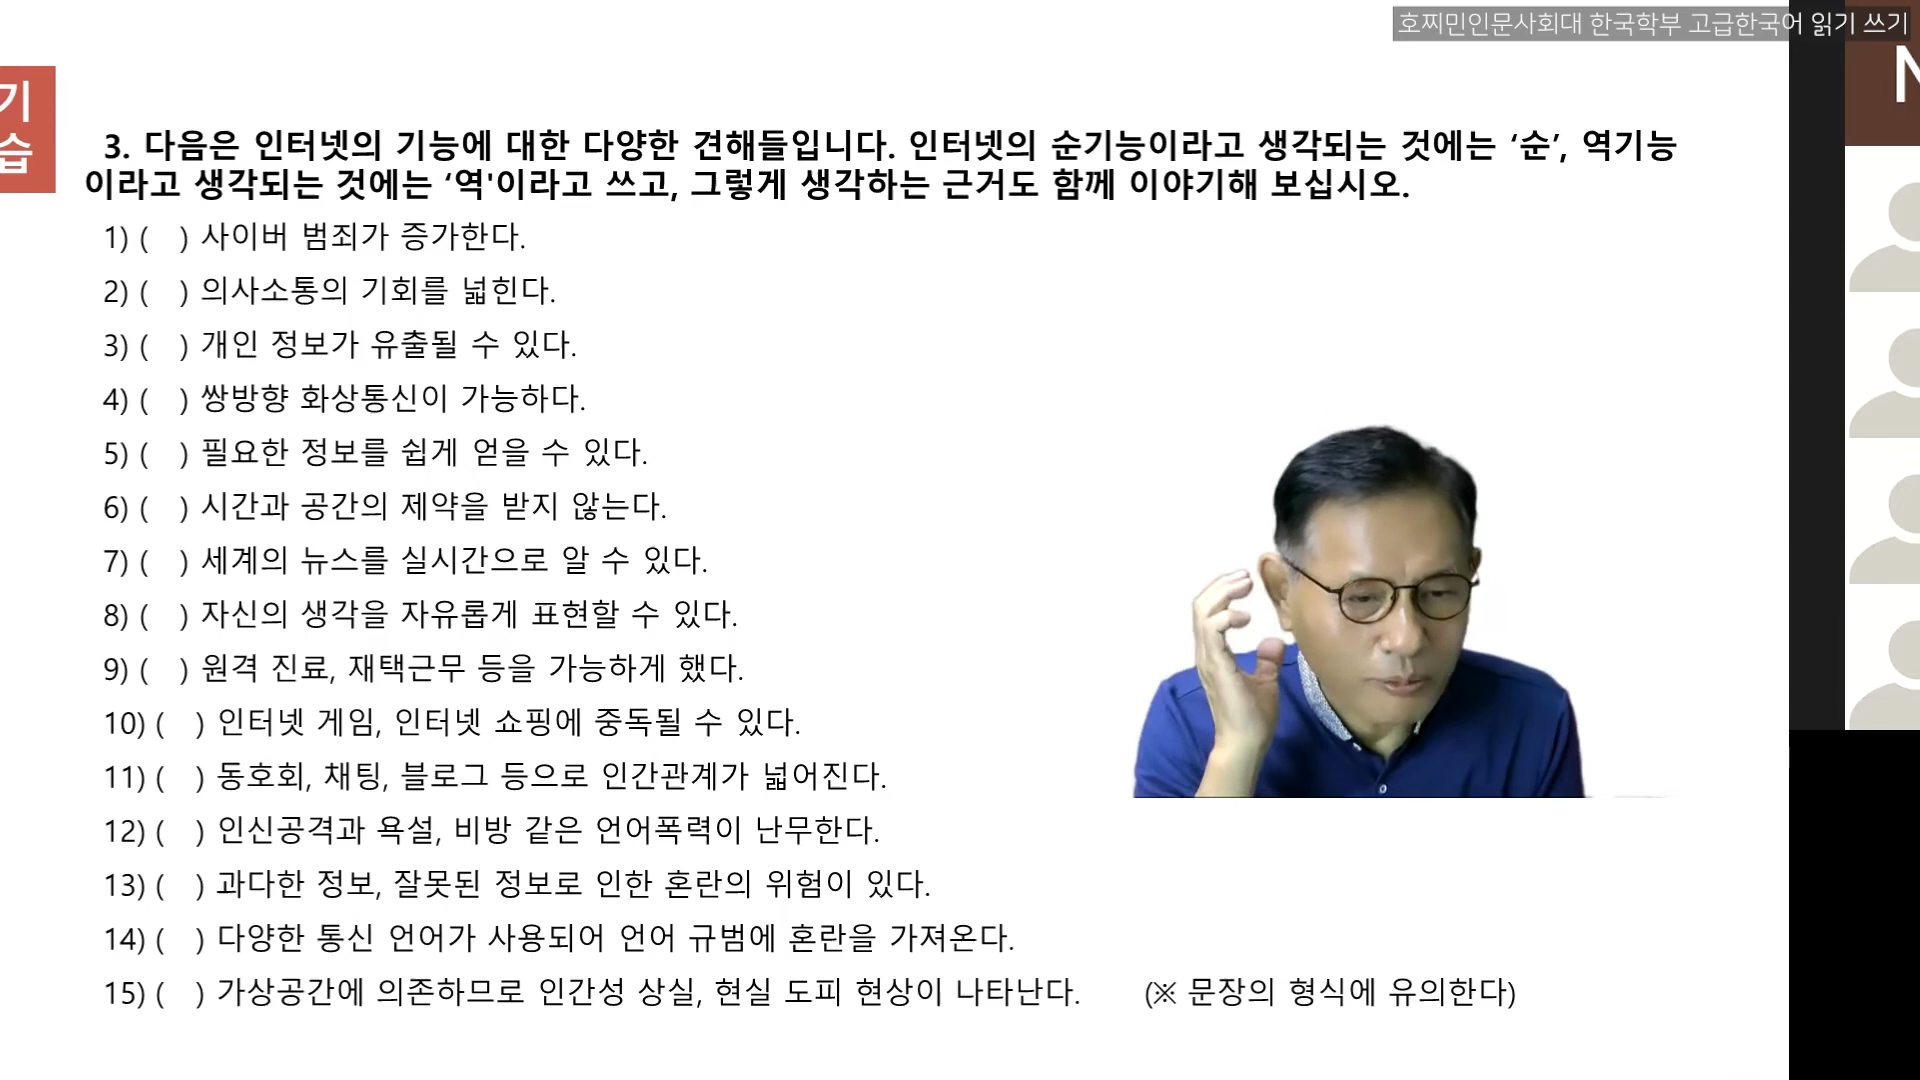 호찌민인문사회대 한국학부 고급한국어 읽기 쓰기
N
기
습
3. 다음은 인터넷의 기능에 대한 다양한 견해들입니다. 인터넷의 순기능이라고 생각되는 것에는 ‘순’, 역기능
이라고 생각되는 것에는 ‘역'이라고 쓰고, 그렇게 생각하는 근거도 함께 이야기해 보십시오.
1) (   ) 사이버 범죄가 증가한다.
2) (   ) 의사소통의 기회를 넓힌다.
3) (   ) 개인 정보가 유출될 수 있다.
4) (   ) 쌍방향 화상통신이 가능하다.
5) (   ) 필요한 정보를 쉽게 얻을 수 있다.
6) (   ) 시간과 공간의 제약을 받지 않는다.
7) (   ) 세계의 뉴스를 실시간으로 알 수 있다.
8) (   ) 자신의 생각을 자유롭게 표현할 수 있다.
9) (   ) 원격 진료, 재택근무 등을 가능하게 했다.
10) (   ) 인터넷 게임, 인터넷 쇼핑에 중독될 수 있다.
11) (   ) 동호회, 채팅, 블로그 등으로 인간관계가 넓어진다.
12) (   ) 인신공격과 욕설, 비방 같은 언어폭력이 난무한다.
13) (   ) 과다한 정보, 잘못된 정보로 인한 혼란의 위험이 있다.
14) (   ) 다양한 통신 언어가 사용되어 언어 규범에 혼란을 가져온다.
15) (   ) 가상공간에 의존하므로 인간성 상실, 현실 도피 현상이 나타난다. (※ 문장의 형식에 유의한다)